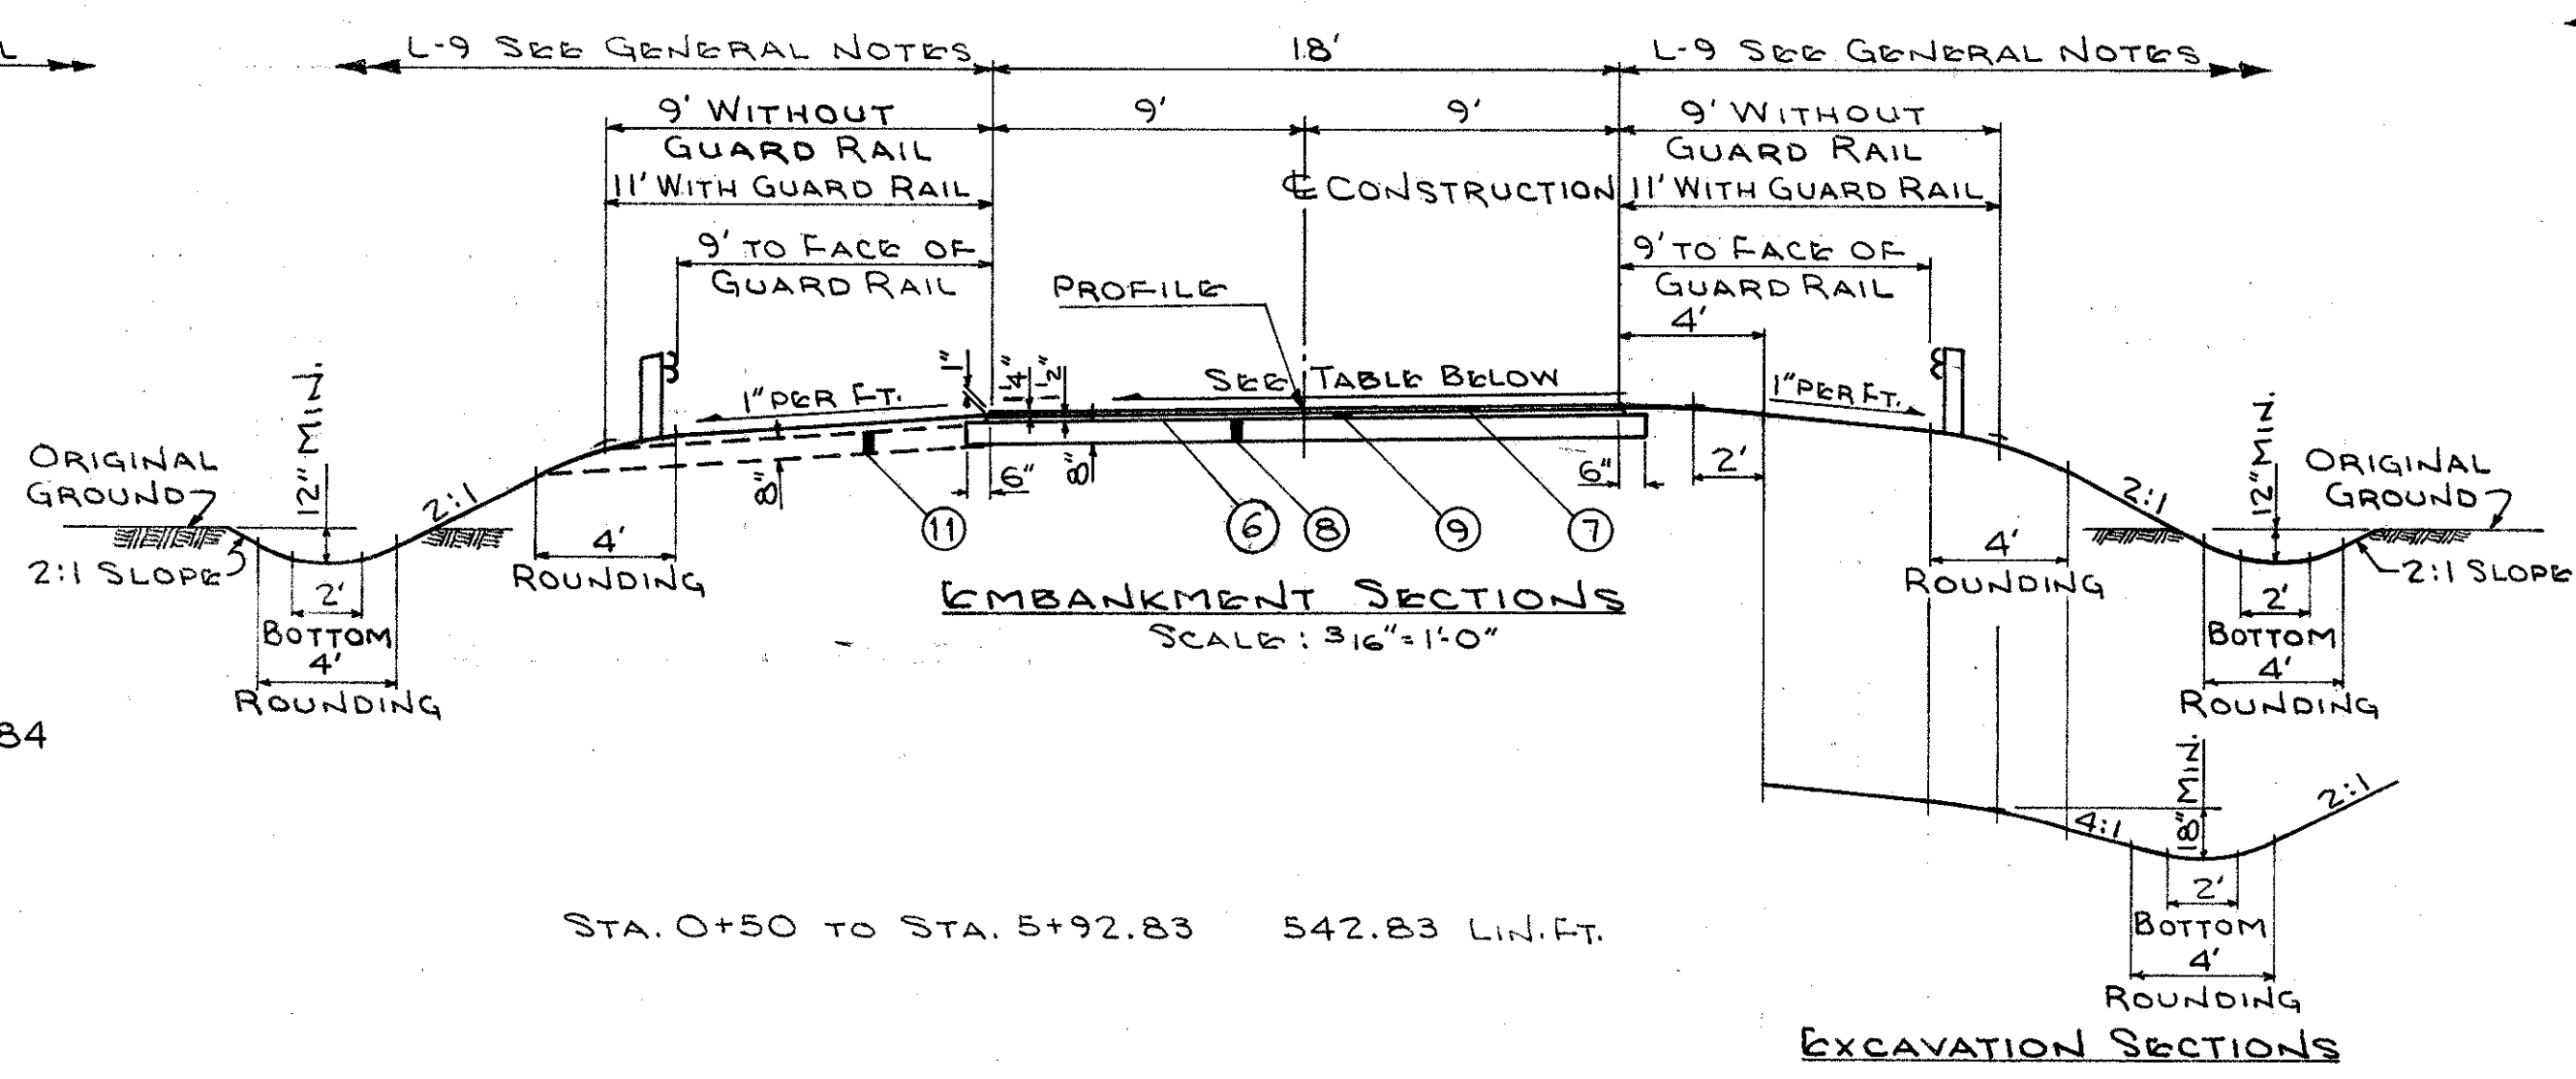 L
L-9 SEE GENERAL NOTES
18'
L-9 SEE GENERAL NOTES
9' WITHOUT
GUARD RAIL
11' WITH GUARD RAIL
9'
9'
9' WITHOUT
GUARD RAIL
11' WITH GUARD RAIL
℄ CONSTRUCTION
9' TO FACE OF
GUARD RAIL
9' TO FACE OF
GUARD RAIL
PROFILE
4'
1"
1¼"
1½"
SEE TABLE BELOW
1" PER FT.
1" PER FT.
12" MIN.
12" MIN.
ORIGINAL
GROUND
ORIGINAL
GROUND
2:1
2:1
8"
6"
8"
6"
2'
11
6
8
9
7
2:1 SLOPE
2:1 SLOPE
4'
ROUNDING
4'
ROUNDING
2'
BOTTOM
4'
ROUNDING
2'
BOTTOM
4'
ROUNDING
EMBANKMENT SECTIONS
SCALE: 3/16"=1'-0"
84
18" MIN.
4:1
2:1
2'
BOTTOM
4'
ROUNDING
STA. 0+50 TO STA. 5+92.83 542.83 LIN. FT.
EXCAVATION SECTIONS